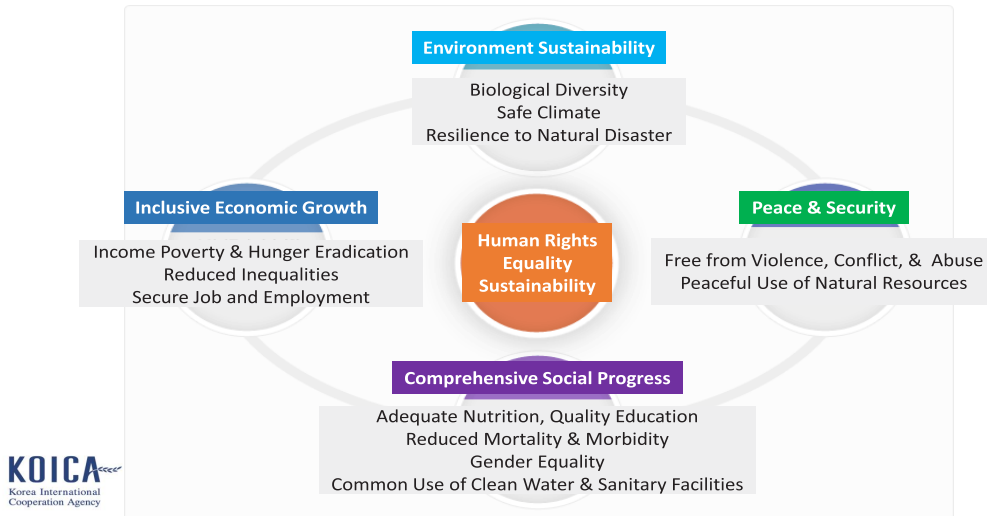 Environment Sustainability
Biological Diversity
Safe Climate
Resilience to Natural Disaster
Inclusive Economic Growth
Income Poverty & Hunger Eradication
Reduced Inequalities
Secure Job and Employment
Human Rights
Equality
Sustainability
Peace & Security
Free from Violence, Conflict, &  Abuse
Peaceful Use of Natural Resources
Comprehensive Social Progress
Adequate Nutrition, Quality Education
Reduced Mortality & Morbidity
Gender Equality
Common Use of Clean Water & Sanitary Facilities
KOICA
Korea International
Cooperation Agency